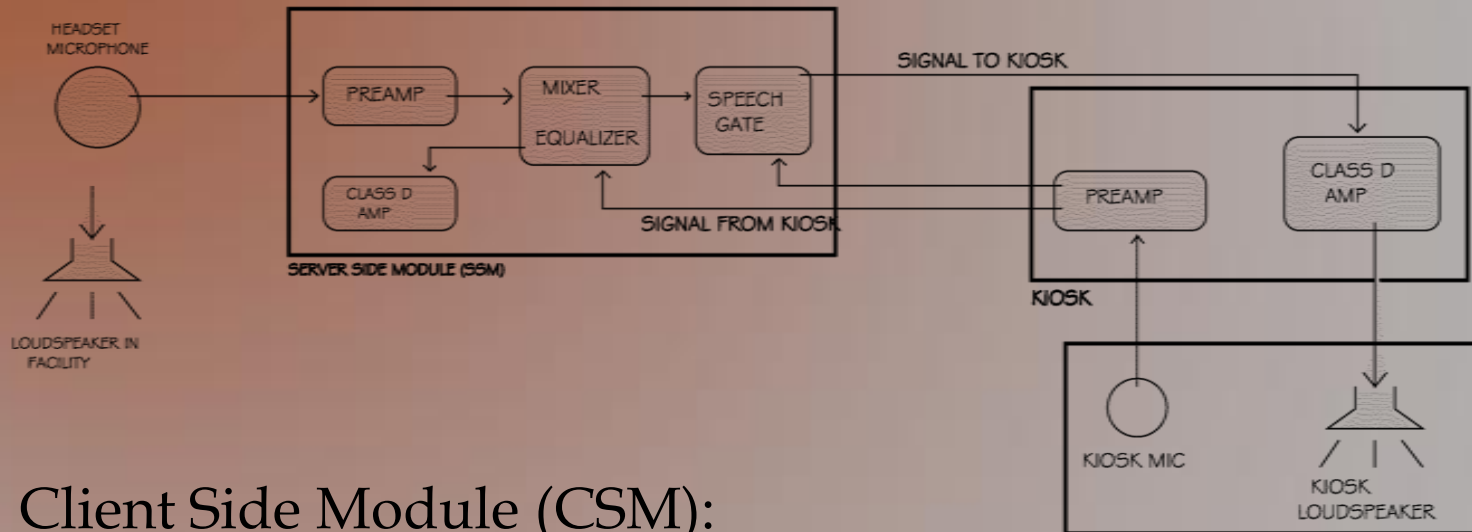 HEADSET
MICROPHONE
PREAMP
MIXER
EQUALIZER
SPEECH
GATE
CLASS D
AMP
SIGNAL TO KIOSK
SIGNAL FROM KIOSK
SERVER SIDE MODULE (SSM)
LOUDSPEAKER IN
FACILITY
PREAMP
CLASS D
AMP
KIOSK
KIOSK MIC
KIOSK
LOUDSPEAKER
Client Side Module (CSM):